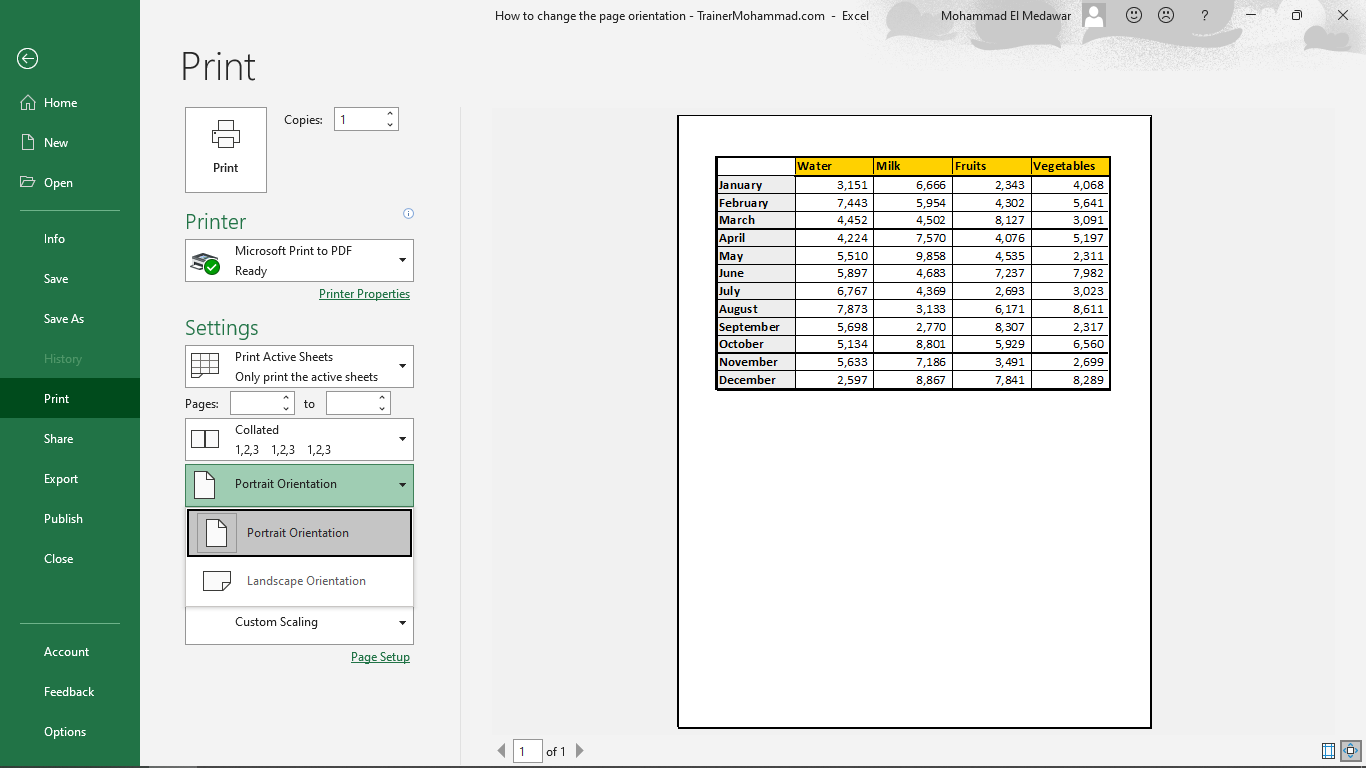 How to change the page orientation - TrainerMohammad.com - Excel
Mohammad El Medawar
?
Home
New
Open
Info
Save
Save As
History
Print
Share
Export
Publish
Close
Account
Feedback
Options
Print
Print
Copies: 1
Printer
Microsoft Print to PDF
Ready
Printer Properties
Settings
Print Active Sheets
Only print the active sheets
Pages: to
Collated
1,2,3 1,2,3 1,2,3
Portrait Orientation
Portrait Orientation
Landscape Orientation
Custom Scaling
Page Setup
Water Milk Fruits Vegetables
January 3,151 6,666 2,343 4,068
February 7,443 5,954 4,302 5,641
March 4,452 4,502 8,127 3,091
April 4,224 7,570 4,076 5,197
May 5,510 9,858 4,535 2,311
June 5,897 4,683 7,237 7,982
July 6,767 4,369 2,693 3,023
August 7,873 3,133 6,171 8,611
September 5,698 2,770 8,307 2,317
October 5,134 8,801 5,929 6,560
November 5,633 7,186 3,491 2,699
December 2,597 8,867 7,841 8,289
1 of 1